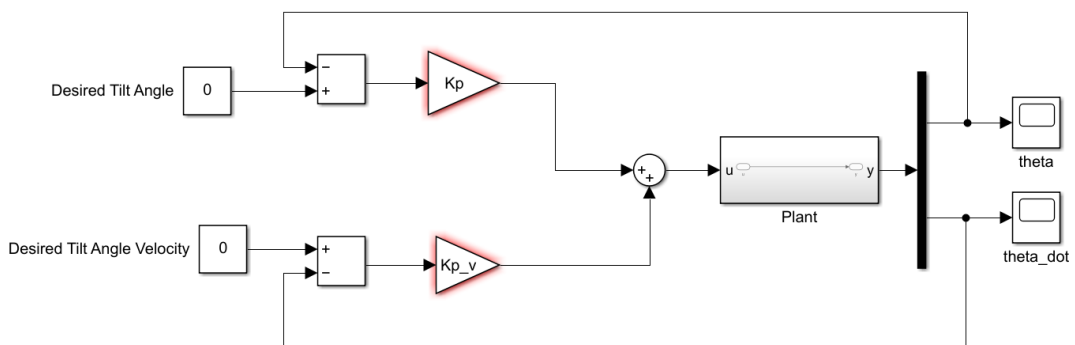 Desired Tilt Angle
0
−
+
Kp
+
+
u
y
Plant
theta
Desired Tilt Angle Velocity
0
+
−
Kp_v
theta_dot